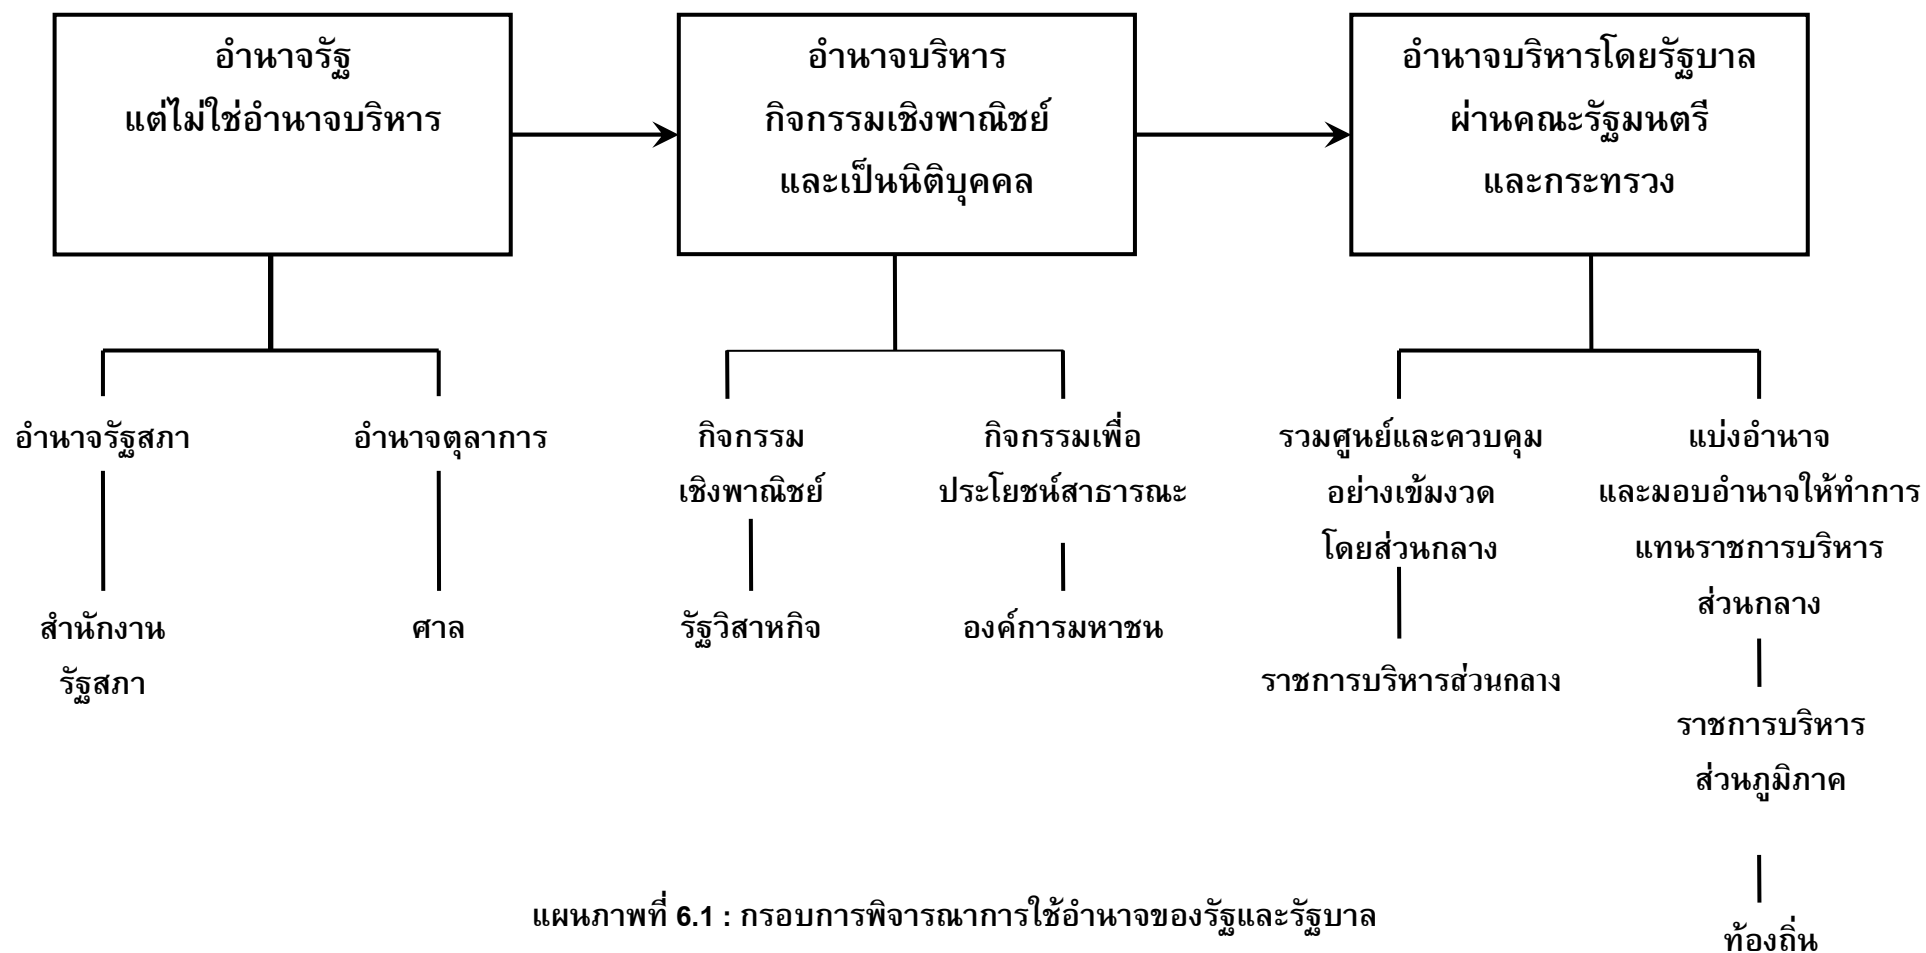 อำนาจรัฐ
แต่ไม่ใช่อำนาจบริหาร
อำนาจบริหาร
กิจกรรมเชิงพาณิชย์
และเป็นนิติบุคคล
อำนาจบริหารโดยรัฐบาล
ผ่านคณะรัฐมนตรี
และกระทรวง
อำนาจรัฐสภา
สำนักงาน
รัฐสภา
อำนาจตุลาการ
ศาล
กิจกรรม
เชิงพาณิชย์
รัฐวิสาหกิจ
กิจกรรมเพื่อ
ประโยชน์สาธารณะ
องค์การมหาชน
รวมศูนย์และควบคุม
อย่างเข้มงวด
โดยส่วนกลาง
ราชการบริหารส่วนกลาง
แบ่งอำนาจ
และมอบอำนาจให้ทำการ
แทนราชการบริหาร
ส่วนกลาง
ราชการบริหาร
ส่วนภูมิภาค
ท้องถิ่น
แผนภาพที่ 6.1 : กรอบการพิจารณาการใช้อำนาจของรัฐและรัฐบาล